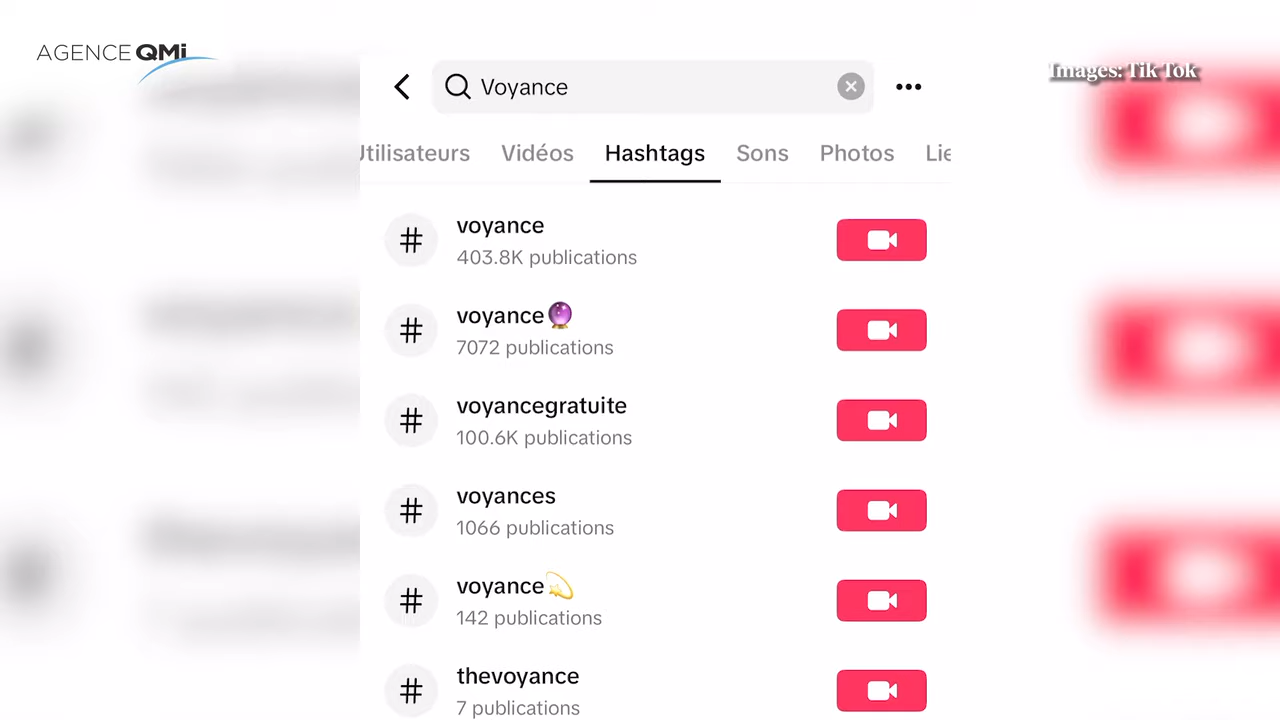 AGENCE QMi
Images: Tik Tok
Voyance
Utilisateurs Vidéos Hashtags Sons Photos Lie
# voyance
403.8K publications
# voyance🔮
7072 publications
# voyancegratuite
100.6K publications
# voyances
1066 publications
# voyance💫
142 publications
# thevoyance
7 publications